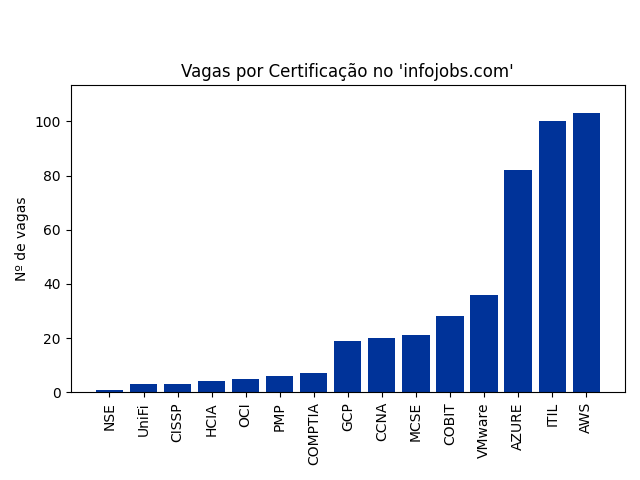 Vagas por Certificação no 'infojobs.com'
Nº de vagas
100
80
60
40
20
0
NSE
UniFi
CISSP
HCIA
OCI
PMP
COMPTIA
GCP
CCNA
MCSE
COBIT
VMware
AZURE
ITIL
AWS